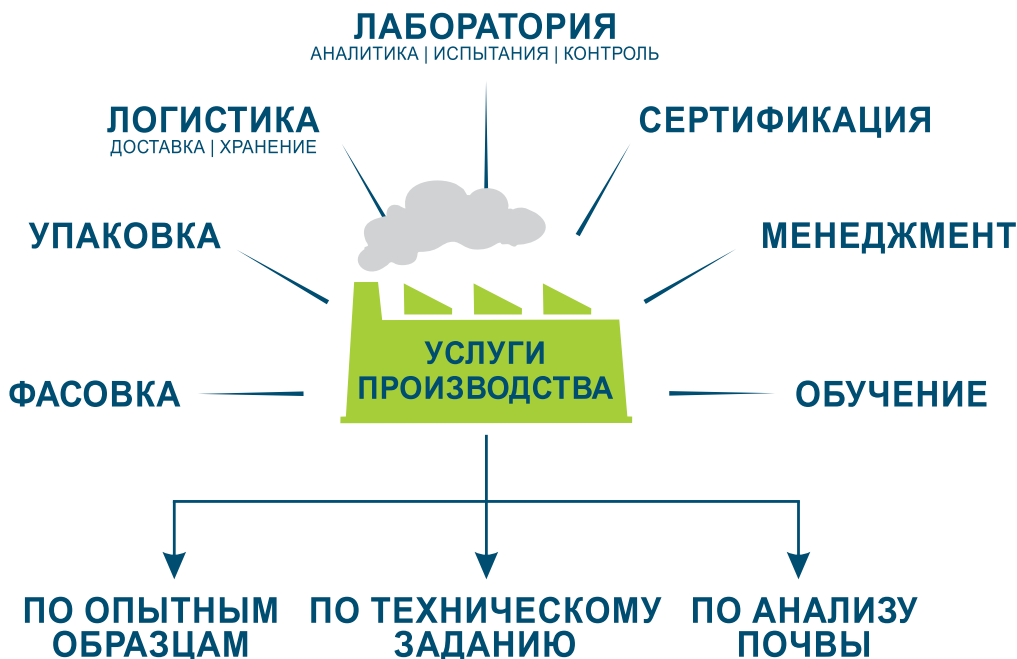 ЛАБОРАТОРИЯ
АНАЛИТИКА | ИСПЫТАНИЯ | КОНТРОЛЬ
ЛОГИСТИКА
ДОСТАВКА | ХРАНЕНИЕ
СЕРТИФИКАЦИЯ
УПАКОВКА
МЕНЕДЖМЕНТ
УСЛУГИ
ПРОИЗВОДСТВА
ФАСОВКА
ОБУЧЕНИЕ
ПО ОПЫТНЫМ
ОБРАЗЦАМ
ПО ТЕХНИЧЕСКОМУ
ЗАДАНИЮ
ПО АНАЛИЗУ
ПОЧВЫ